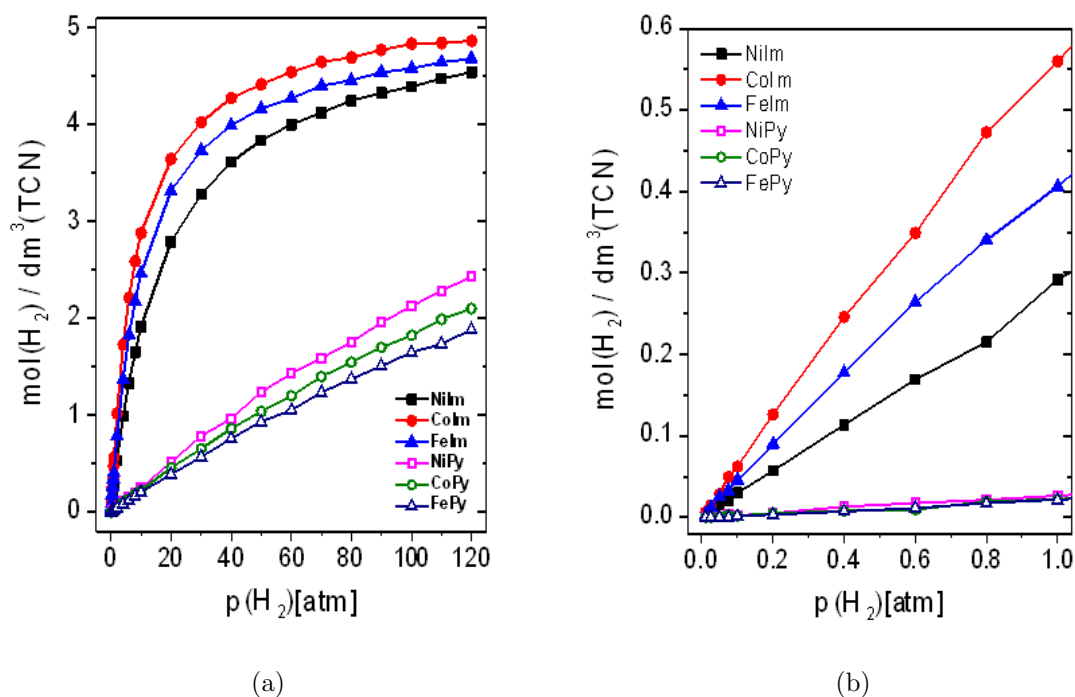 5
4
3
2
1
0
mol(H₂) / dm³(TCN)
NiIm
CoIm
FeIm
NiPy
CoPy
FePy
0 20 40 60 80 100 120
p (H₂)[atm]
(a)
0.6
0.5
0.4
0.3
0.2
0.1
0.0
mol(H₂) / dm³(TCN)
NiIm
CoIm
FeIm
NiPy
CoPy
FePy
0.0 0.2 0.4 0.6 0.8 1.0
p (H₂)[atm]
(b)